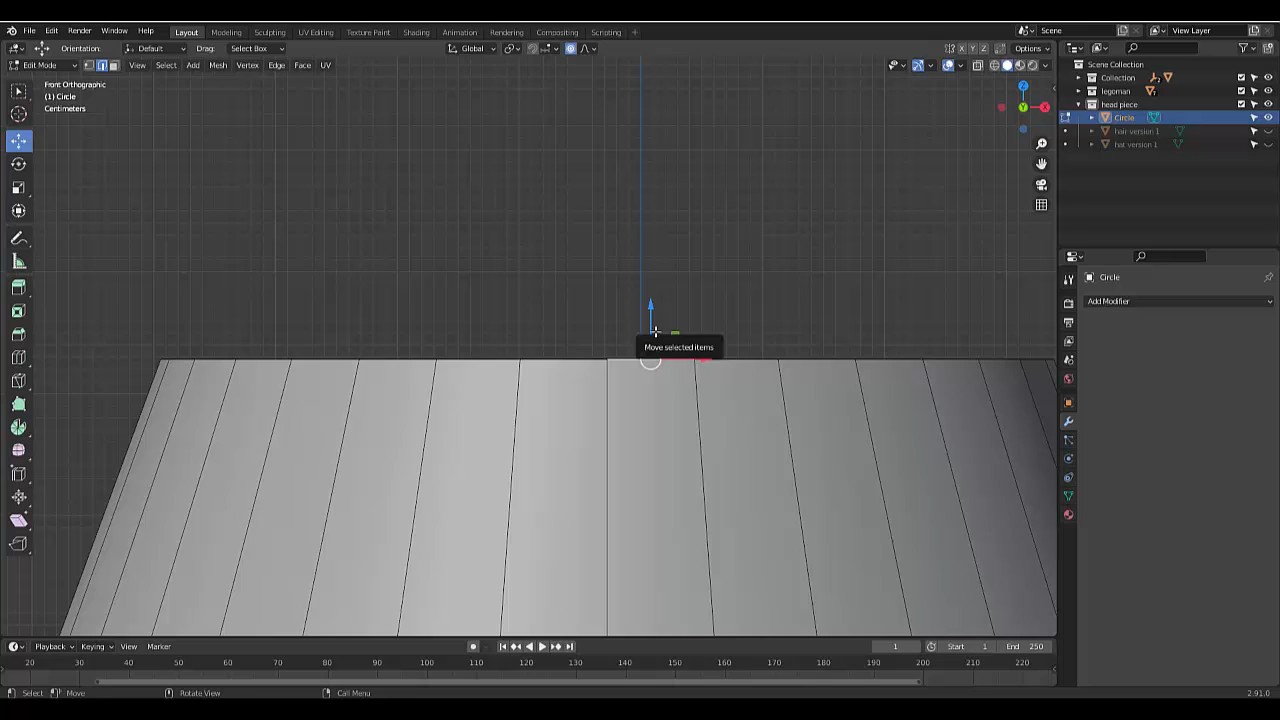 File Edit Render Window Help Layout Modeling Sculpting UV Editing Texture Paint Shading Animation Rendering Compositing Scripting + Scene View Layer
Orientation: Default Drag: Select Box Global X Y Z Options
Edit Mode View Select Add Mesh Vertex Edge Face UV
Front Orthographic
(1) Circle
Centimeters
Z
Y X
Move selected items
Scene Collection
Collection
legoman
head piece
Circle
hair version 1
hat version 1
Circle
Add Modifier
Playback Keying View Marker 1 Start 1 End 250
20 30 40 50 60 70 80 90 100 110 120 130 140 150 160 170 180 190 200 210 220
Select Move Rotate View Call Menu 2.91.0